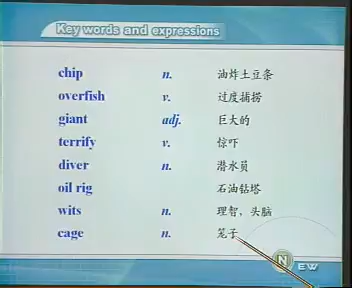 Key words and expressions
chip n. 油炸土豆条
overfish v. 过度捕捞
giant adj. 巨大的
terrify v. 惊吓
diver n. 潜水员
oil rig 石油钻塔
wits n. 理智，头脑
cage n. 笼子
NEW